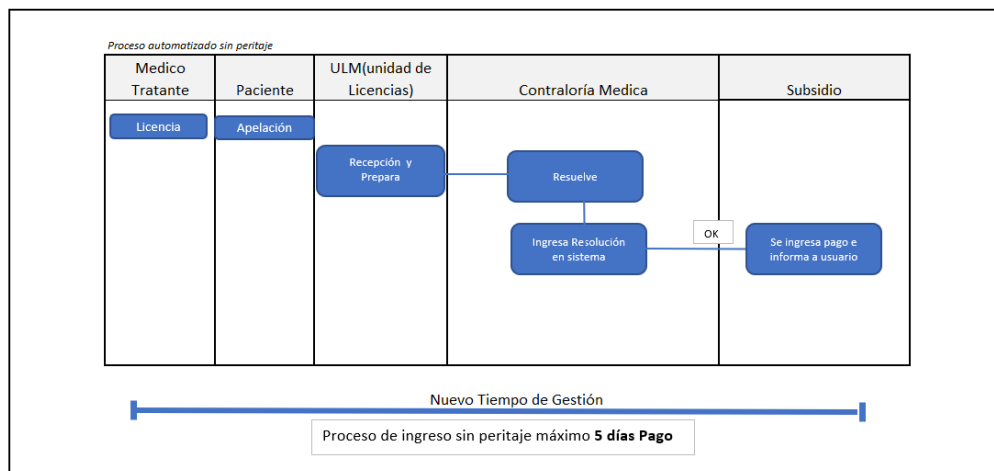 Proceso automatizado sin peritaje
Medico
Tratante
Paciente
ULM(unidad de
Licencias)
Contraloría Medica
Subsidio
Licencia
Apelación
Recepción y
Prepara
Resuelve
Ingresa Resolución
en sistema
OK
Se ingresa pago e
informa a usuario
Nuevo Tiempo de Gestión
Proceso de ingreso sin peritaje máximo 5 días Pago